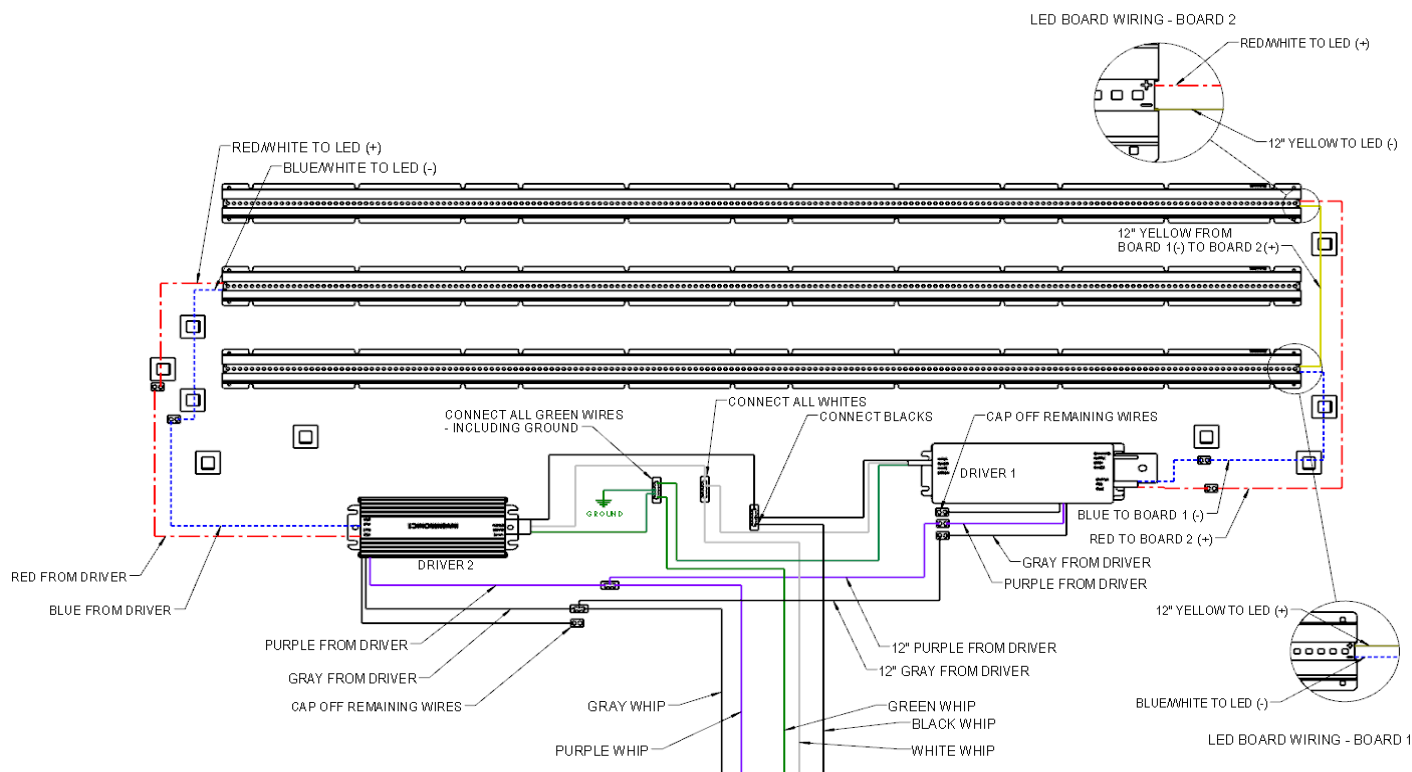 LED BOARD WIRING - BOARD 2
RED/WHITE TO LED (+)
12" YELLOW TO LED (-)
RED/WHITE TO LED (+)
BLUE/WHITE TO LED (-)
12" YELLOW FROM
BOARD 1(-) TO BOARD 2(+)
CONNECT ALL GREEN WIRES
- INCLUDING GROUND
CONNECT ALL WHITES
CONNECT BLACKS
CAP OFF REMAINING WIRES
DRIVER 1
GROUND
BLUE TO BOARD 1 (-)
RED TO BOARD 2 (+)
GRAY FROM DRIVER
PURPLE FROM DRIVER
DRIVER 2
RED FROM DRIVER
BLUE FROM DRIVER
PURPLE FROM DRIVER
GRAY FROM DRIVER
CAP OFF REMAINING WIRES
12" PURPLE FROM DRIVER
12" GRAY FROM DRIVER
GRAY WHIP
PURPLE WHIP
GREEN WHIP
BLACK WHIP
WHITE WHIP
12" YELLOW TO LED (+)
BLUE/WHITE TO LED (-)
LED BOARD WIRING - BOARD 1